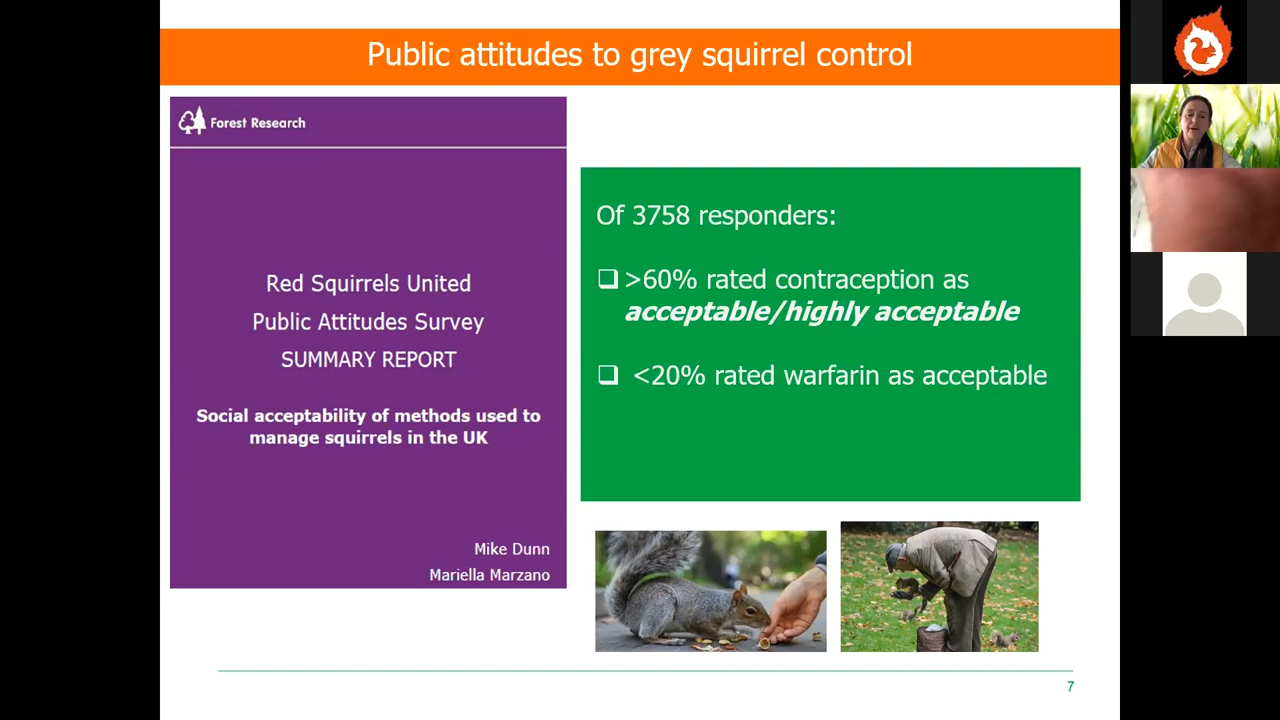 Public attitudes to grey squirrel control
Forest Research
Red Squirrels United
Public Attitudes Survey
SUMMARY REPORT
Social acceptability of methods used to
manage squirrels in the UK
Mike Dunn
Mariella Marzano
Of 3758 responders:
>60% rated contraception as
acceptable/highly acceptable
<20% rated warfarin as acceptable
7